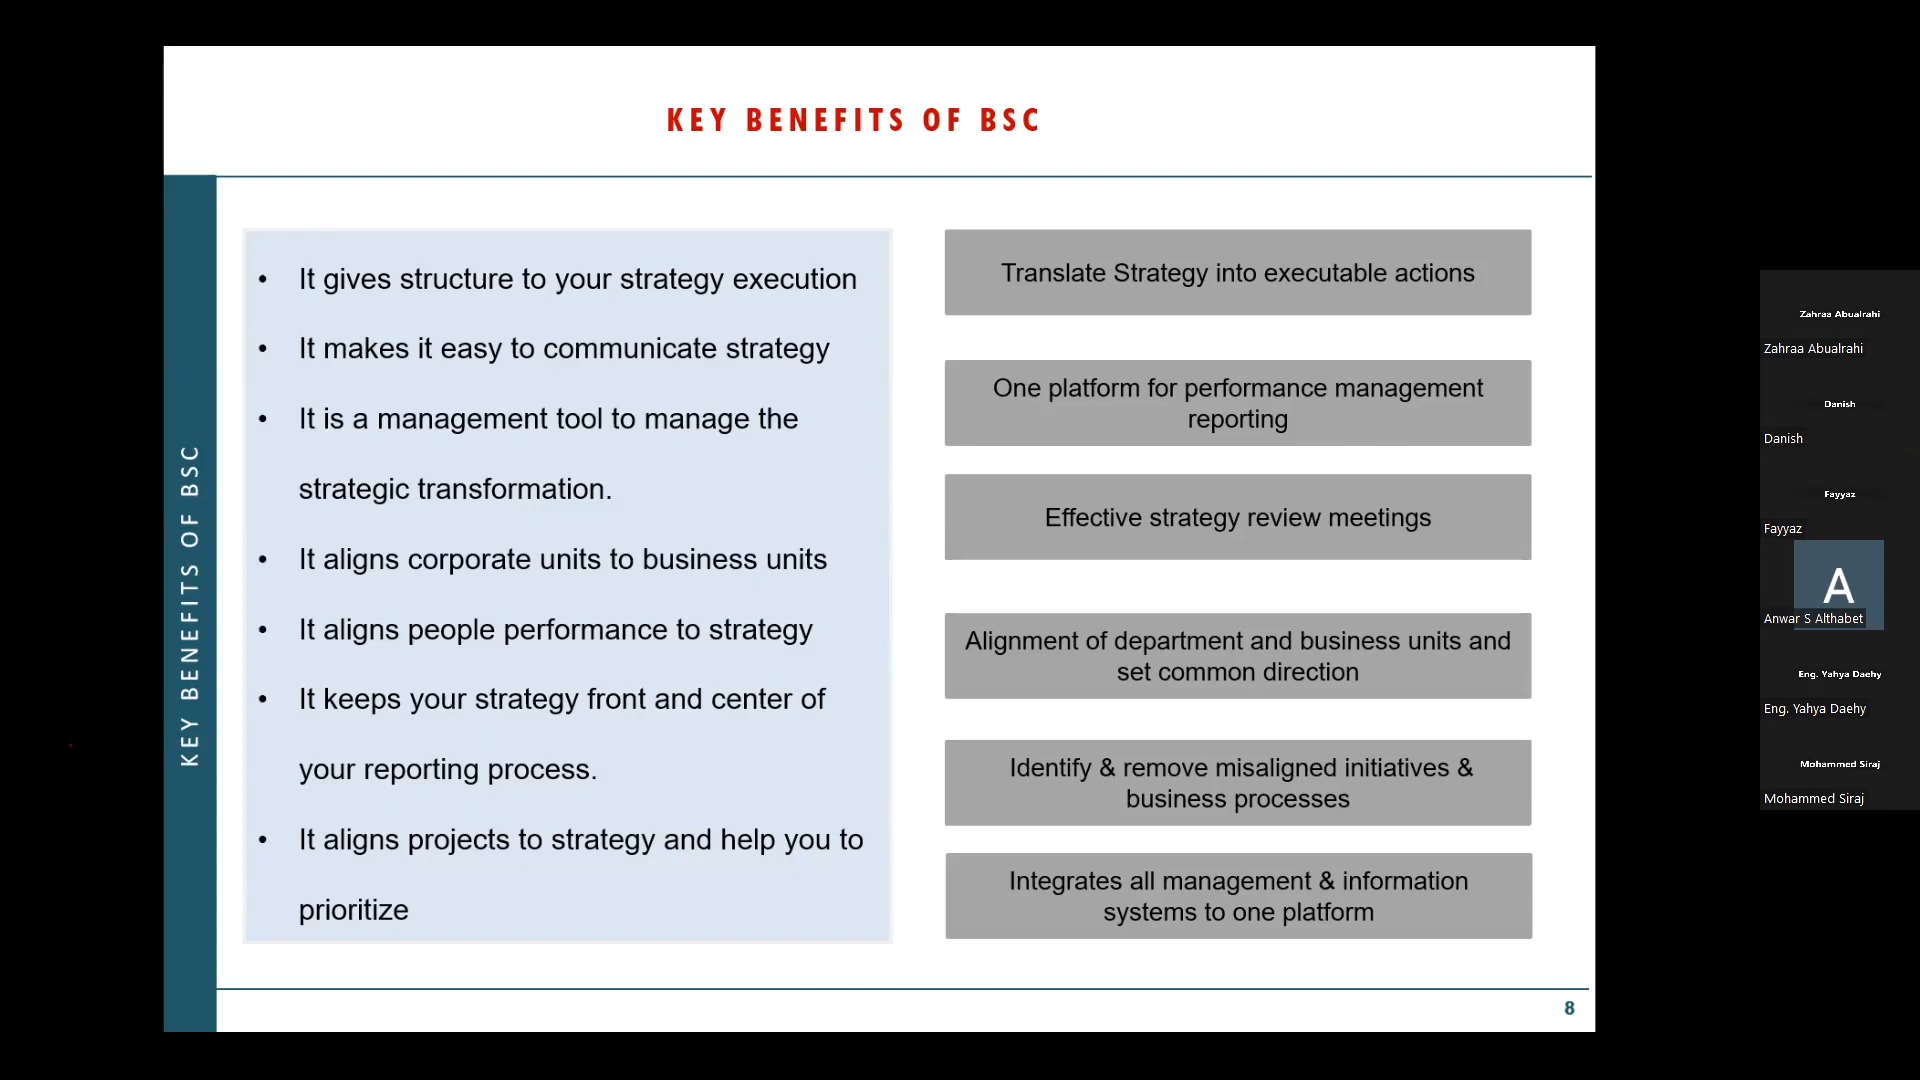 KEY BENEFITS OF BSC
KEY BENEFITS OF BSC
• It gives structure to your strategy execution
• It makes it easy to communicate strategy
• It is a management tool to manage the
strategic transformation.
• It aligns corporate units to business units
• It aligns people performance to strategy
• It keeps your strategy front and center of
your reporting process.
• It aligns projects to strategy and help you to
prioritize
Translate Strategy into executable actions
One platform for performance management
reporting
Effective strategy review meetings
Alignment of department and business units and
set common direction
Identify & remove misaligned initiatives &
business processes
Integrates all management & information
systems to one platform
8
Zahraa Abualrahi
Zahraa Abualrahi
Danish
Danish
Fayyaz
Fayyaz
A
Anwar S Althabet
Eng. Yahya Daehy
Eng. Yahya Daehy
Mohammed Siraj
Mohammed Siraj